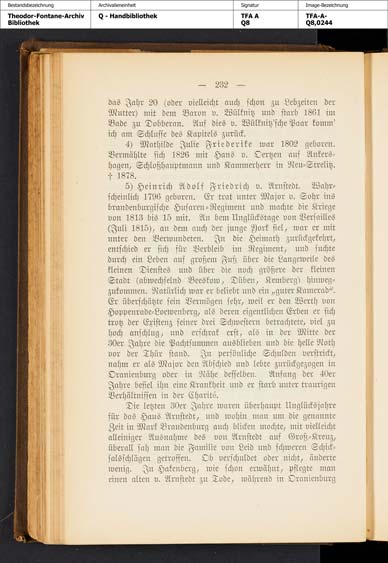 Bestandsbezeichnung
Archivalieneinheit
Signatur
Image-Bezeichnung
Theodor-Fontane-Archiv
Bibliothek
Q - Handbibliothek
TFA A
Q8
TFA-A-
Q8,0244
— 232 —
das Jahr 20 (oder vielleicht auch schon zu Lebzeiten der
Mutter) mit dem Baron v. Wülknitz und starb 1861 im
Bade zu Dobberan. Auf dies v. Wülknitz'sche Paar komm'
ich am Schlusse des Kapitels zurück.
4) Mathilde Julie Friederike war 1802 geboren.
Vermählte sich 1826 mit Hans v. Oertzen auf Ankers-
hagen, Schloßhauptmann und Kammerherr in Neu-Strelitz.
† 1878.
5) Heinrich Adolf Friedrich v. Arnstedt. Wahr-
scheinlich 1796 geboren. Er trat unter Major v. Sohr ins
brandenburgische Husaren-Regiment und machte die Kriege
von 1813 bis 15 mit. An dem Unglückstage von Versailles
(Juli 1815), an dem auch der junge York fiel, war er mit
unter den Verwundeten. In die Heimath zurückgekehrt,
entschied er sich für Verbleib im Regiment, und suchte
durch ein Leben auf großem Fuß über die Langeweile des
kleinen Dienstes und über die noch größere der kleinen
Stadt (abwechselnd Beeskow, Düben, Kemberg) hinweg-
zukommen. Natürlich war er beliebt und ein „guter Kamerad“.
Er überschätzte sein Vermögen sehr, weil er den Werth von
Hoppenrade-Loewenberg, als deren eigentlichen Erben er sich
trotz der Existenz seiner drei Schwestern betrachtete, viel zu
hoch anschlug, und erschrak erst, als in der Mitte der
30er Jahre die Pachtsummen ausblieben und die helle Noth
vor der Thür stand. In persönliche Schulden verstrickt,
nahm er als Major den Abschied und lebte zurückgezogen in
Oranienburg oder in Nähe desselben. Anfang der 40er
Jahre befiel ihn eine Krankheit und er starb unter traurigen
Verhältnissen in der Charité.
Die letzten 30er Jahre waren überhaupt Unglücksjahre
für das Haus Arnstedt, und wohin man um die genannte
Zeit in Mark Brandenburg auch blicken mochte, mit vielleicht
alleiniger Ausnahme des von Arnstedt auf Groß-Kreuz,
überall sah man die Familie von Leid und schweren Schick-
salsschlägen getroffen. Ob verschuldet oder nicht, änderte
wenig. In Hakenberg, wie schon erwähnt, pflegte man
einen alten v. Arnstedt zu Tode, während in Oranienburg